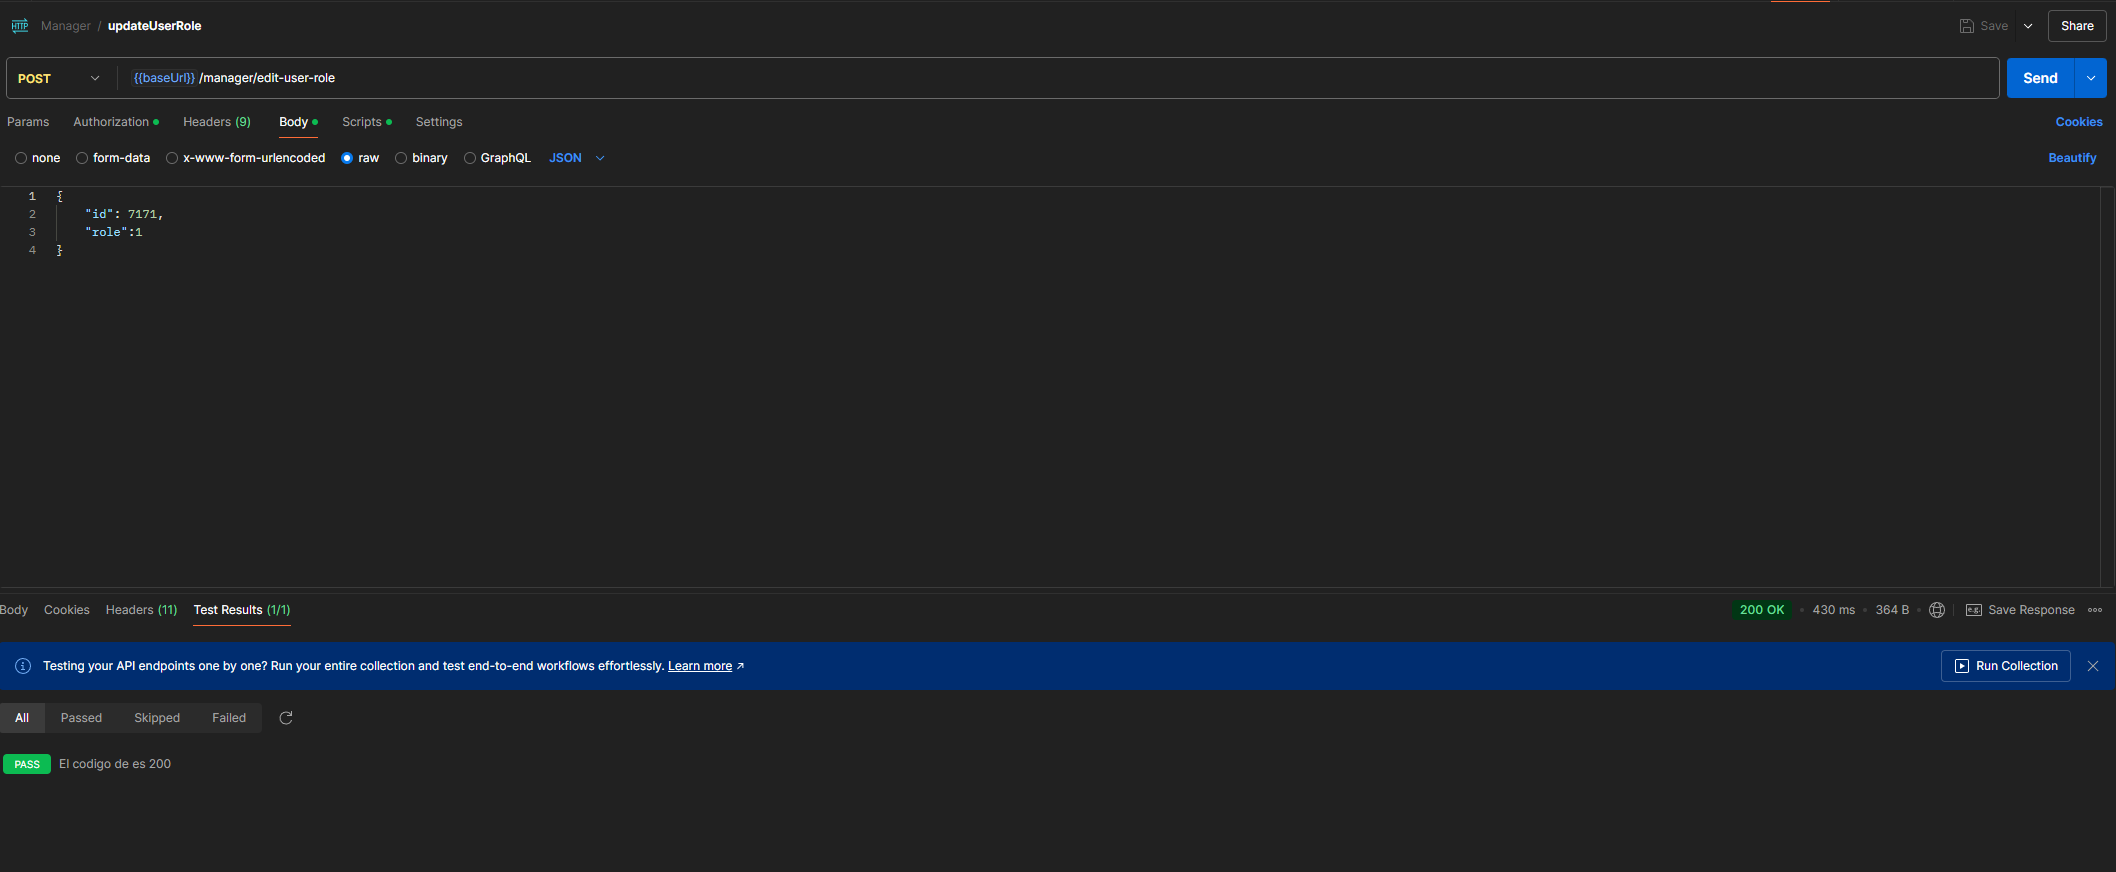 HTTP Manager / updateUserRole Save Share
POST {{baseUrl}} /manager/edit-user-role Send
Params Authorization Headers (9) Body Scripts Settings Cookies
none form-data x-www-form-urlencoded raw binary GraphQL JSON Beautify
1 {
2 "id": 7171,
3 "role":1
4 }
Body Cookies Headers (11) Test Results (1/1) 200 OK • 430 ms • 364 B • e.g. Save Response
Testing your API endpoints one by one? Run your entire collection and test end-to-end workflows effortlessly. Learn more ↗ Run Collection
All Passed Skipped Failed
PASS El codigo de es 200